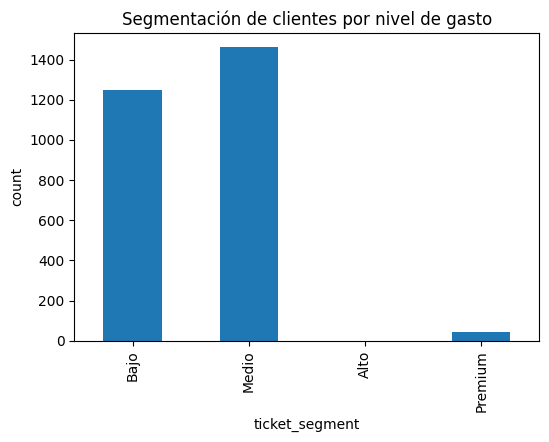 Segmentación de clientes por nivel de gasto
count
1400
1200
1000
800
600
400
200
0
Bajo
Medio
Alto
Premium
ticket_segment